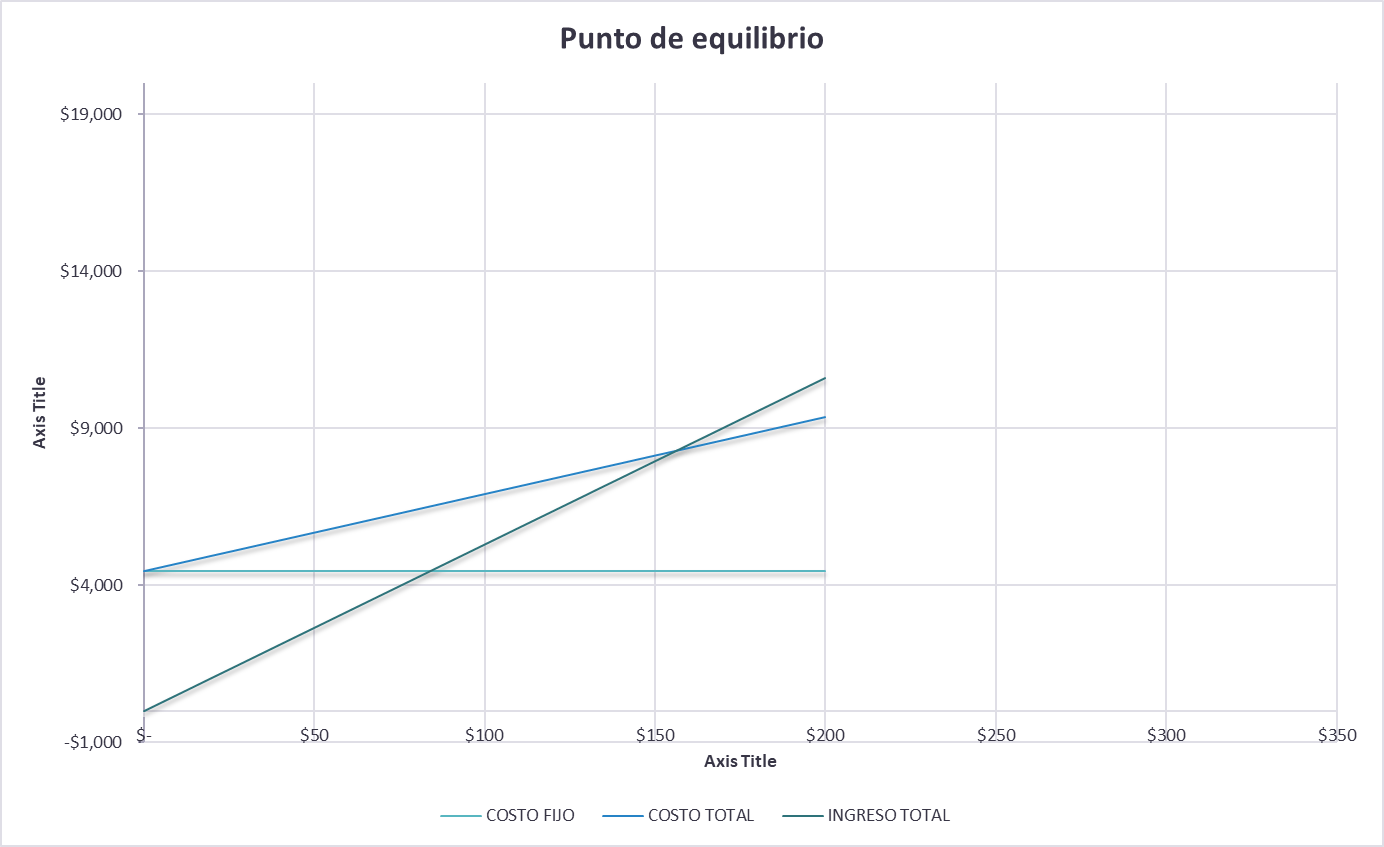 Punto de equilibrio
$19,000
$14,000
$9,000
$4,000
-$1,000
Axis Title
$-
$50
$100
$150
$200
$250
$300
$350
Axis Title
COSTO FIJO
COSTO TOTAL
INGRESO TOTAL